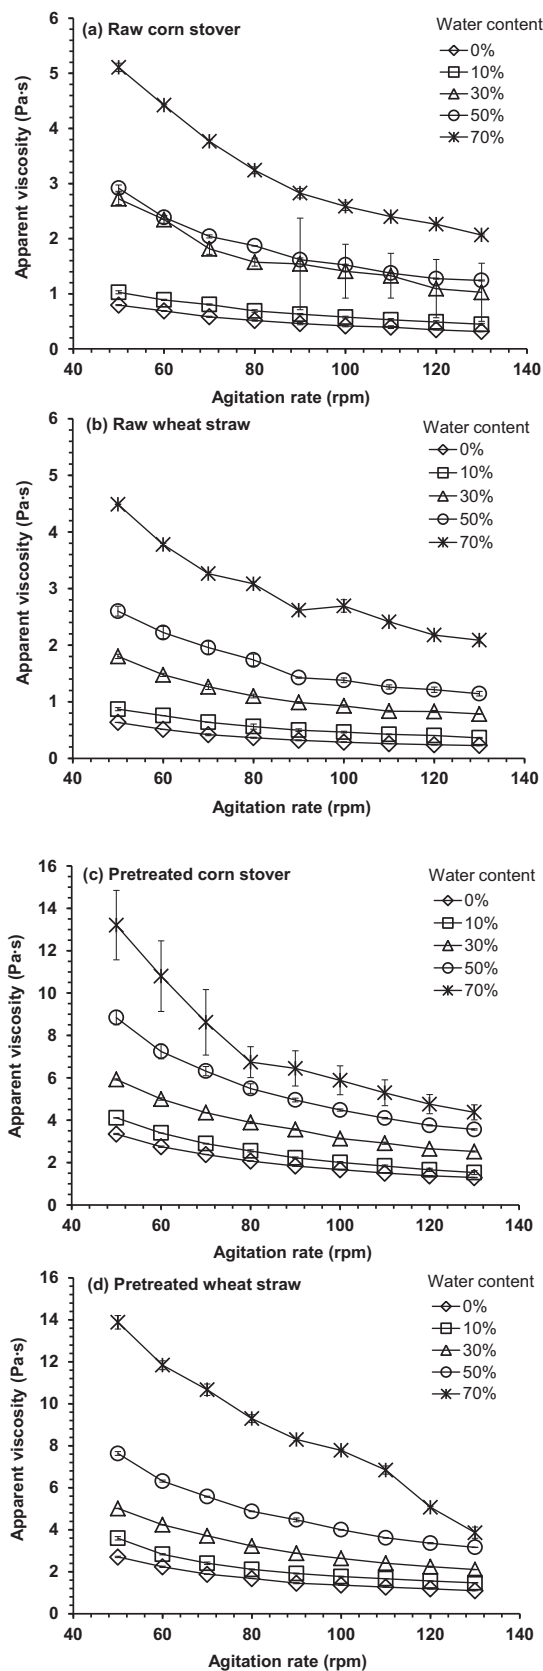 (a) Raw corn stover
Water content
0%
10%
30%
50%
70%
Apparent viscosity (Pa·s)
6
5
4
3
2
1
0
40 60 80 100 120 140
Agitation rate (rpm)
(b) Raw wheat straw
Water content
0%
10%
30%
50%
70%
Apparent viscosity (Pa·s)
6
5
4
3
2
1
0
40 60 80 100 120 140
Agitation rate (rpm)
(c) Pretreated corn stover
Water content
0%
10%
30%
50%
70%
Apparent viscosity (Pa·s)
16
14
12
10
8
6
4
2
0
40 60 80 100 120 140
Agitation rate (rpm)
(d) Pretreated wheat straw
Water content
0%
10%
30%
50%
70%
Apparent viscosity (Pa·s)
16
14
12
10
8
6
4
2
0
40 60 80 100 120 140
Agitation rate (rpm)